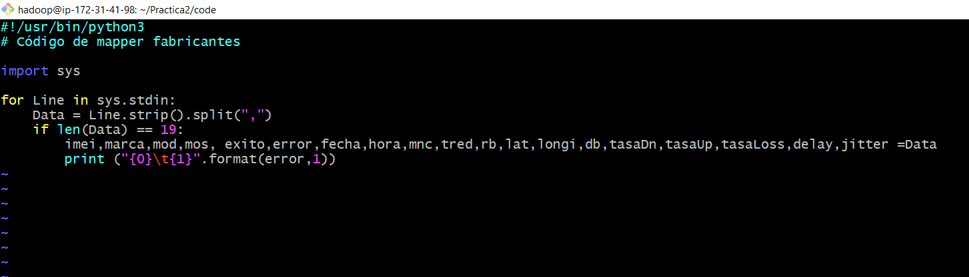 hadoop@ip-172-31-41-98: ~/Practica2/code
#!/usr/bin/python3
# Código de mapper fabricantes
import sys
for Line in sys.stdin:
    Data = Line.strip().split(",")
    if len(Data) == 19:
        imei,marca,mod,mos, exito,error,fecha,hora,mnc,tred,rb,lat,longi,db,tasaDn,tasaUp,tasaLoss,delay,jitter =Data
        print ("{0}\t{1}".format(error,1))
~
~
~
~
~
~
~
~